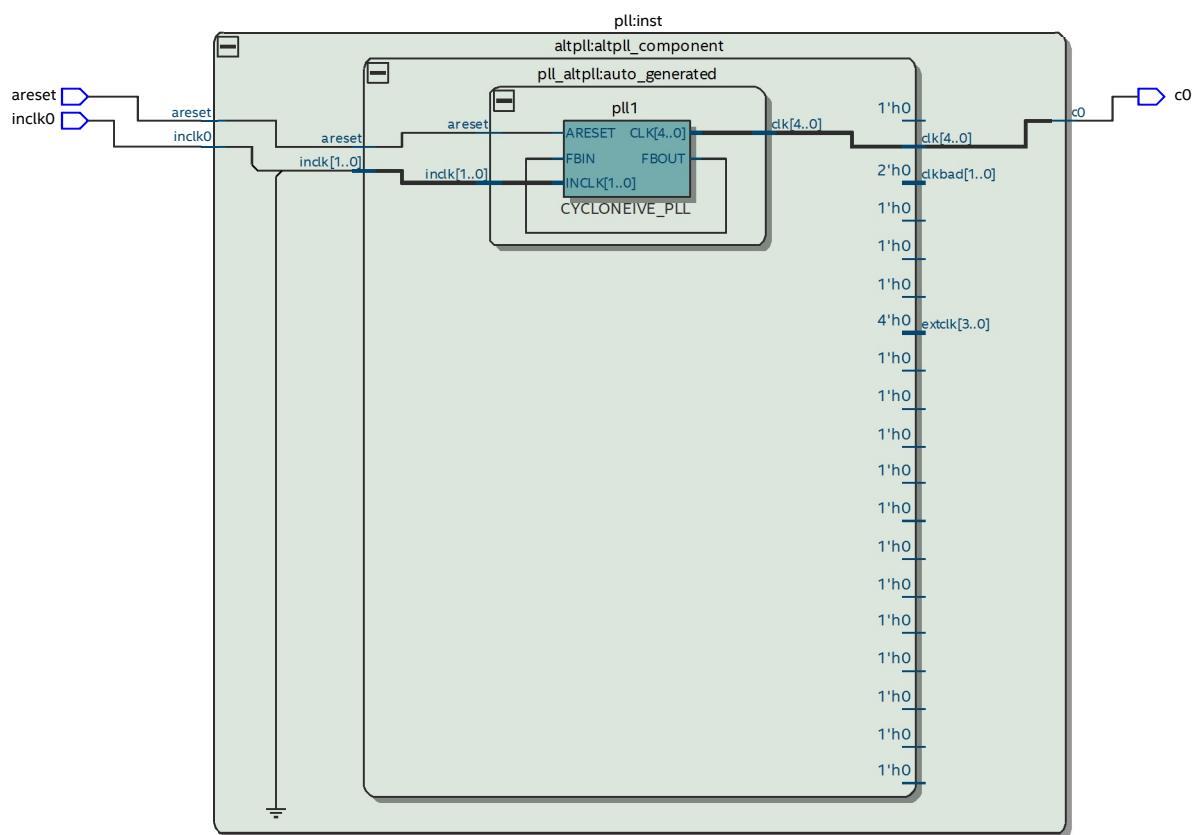 pll:inst
altpll:altpll_component
pll_altpll:auto_generated
pll1
areset
inclk0
areset
inclk0
areset
inclk[1..0]
areset
inclk[1..0]
ARESET CLK[4..0]
FBIN FBOUT
INCLK[1..0]
CYCLONEIVE_PLL
clk[4..0]
1'h0
clk[4..0]
2'h0 clkbad[1..0]
1'h0
1'h0
1'h0
4'h0 extclk[3..0]
1'h0
1'h0
1'h0
1'h0
1'h0
1'h0
1'h0
1'h0
1'h0
1'h0
1'h0
1'h0
c0
c0